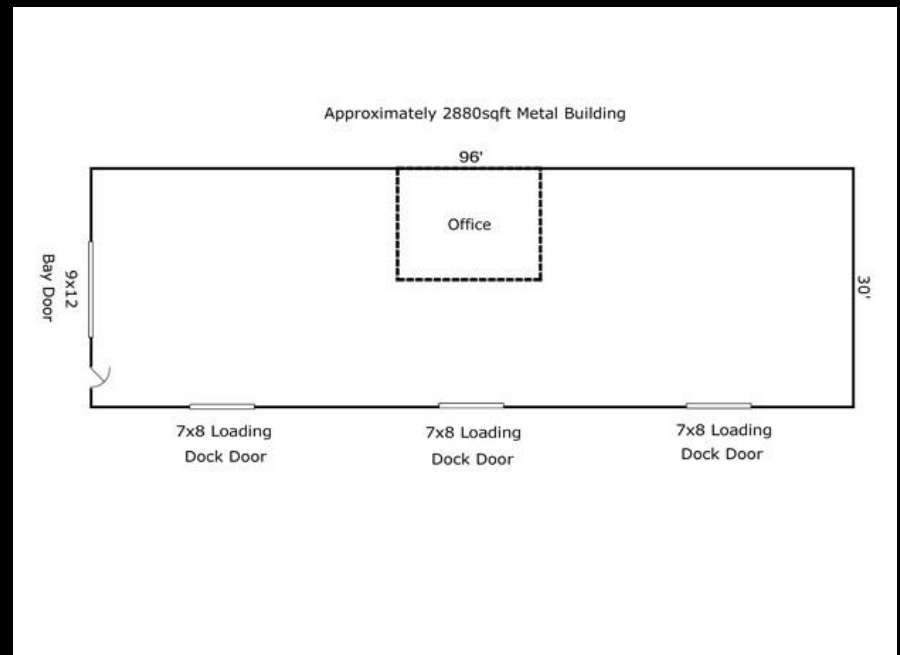 Approximately 2880sqft Metal Building
96'
Office
30'
9x12
Bay Door
7x8 Loading
Dock Door
7x8 Loading
Dock Door
7x8 Loading
Dock Door